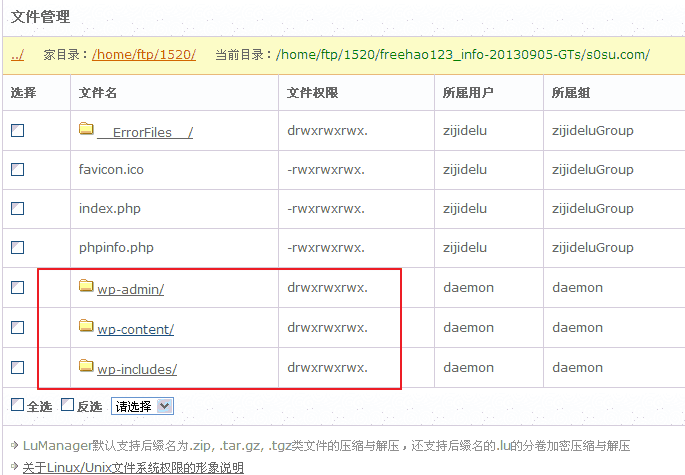 文件管理
../ 家目录：/home/ftp/1520/ 当前目录：/home/ftp/1520/freehao123_info-20130905-GTs/s0su.com/
选择 文件名 文件权限 所属用户 所属组
__ErrorFiles__/ drwxrwxrwx. zijidelu zijideluGroup
favicon.ico -rwxrwxrwx. zijidelu zijideluGroup
index.php -rwxrwxrwx. zijidelu zijideluGroup
phpinfo.php -rwxrwxrwx. zijidelu zijideluGroup
wp-admin/ drwxrwxrwx. daemon daemon
wp-content/ drwxrwxrwx. daemon daemon
wp-includes/ drwxrwxrwx. daemon daemon
全选 反选 请选择
LuManager默认支持后缀名为.zip, .tar.gz, .tgz类文件的压缩与解压，还支持后缀名的.lu的分卷加密压缩与解压
关于Linux/Unix文件系统权限的形象说明